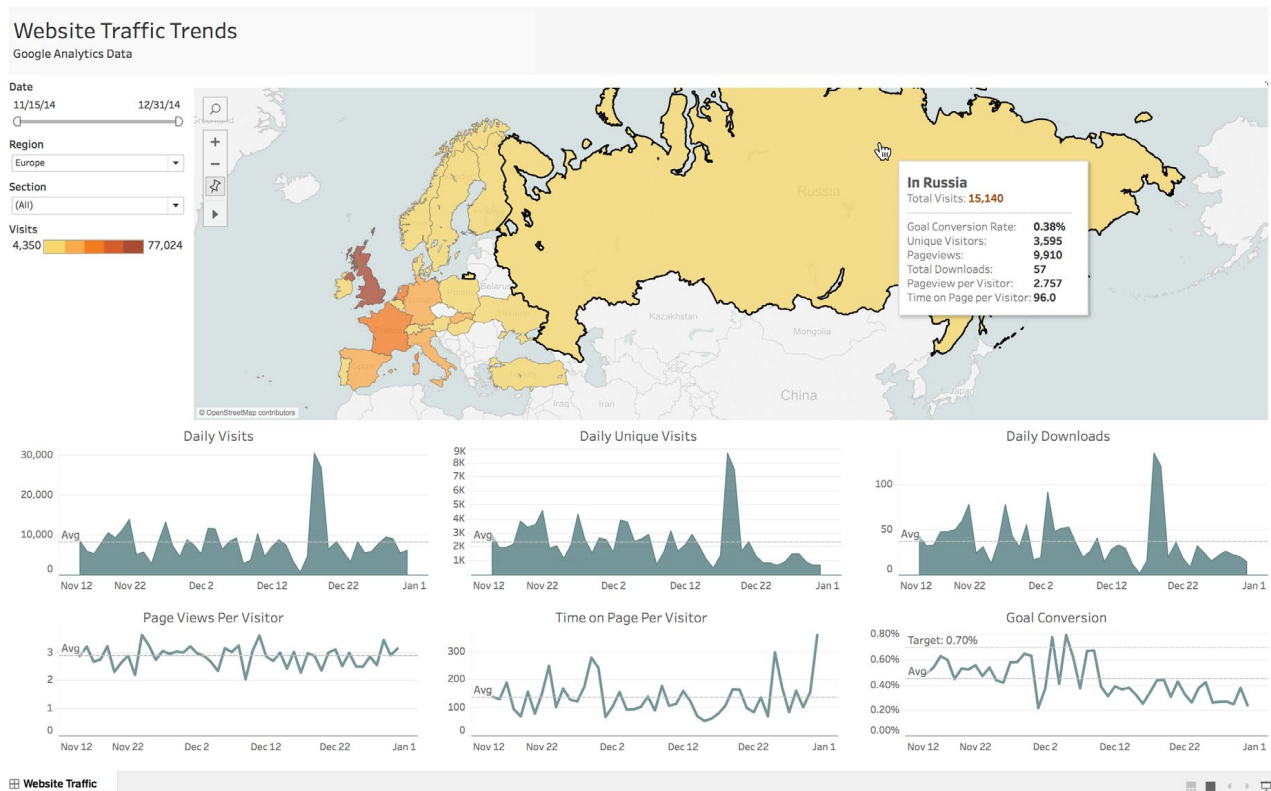 Website Traffic Trends
Google Analytics Data
Date
11/15/14 12/31/14
Region
Europe
Section
(All)
Visits
4,350 77,024
Russia
Kazakhstan
Mongolia
China
Iraq
Iran
Japan
Belarus
In Russia
Total Visits: 15,140
Goal Conversion Rate: 0.38%
Unique Visitors: 3,595
Pageviews: 9,910
Total Downloads: 57
Pageview per Visitor: 2.757
Time on Page per Visitor: 96.0
© OpenStreetMap contributors
Daily Visits
30,000
20,000
10,000
0
Avg
Nov 12 Nov 22 Dec 2 Dec 12 Dec 22 Jan 1
Daily Unique Visits
9K
8K
7K
6K
5K
4K
3K
2K
1K
Avg
Nov 12 Nov 22 Dec 2 Dec 12 Dec 22 Jan 1
Daily Downloads
100
50
0
Avg
Nov 12 Nov 22 Dec 2 Dec 12 Dec 22 Jan 1
Page Views Per Visitor
3
2
1
0
Avg
Nov 12 Nov 22 Dec 2 Dec 12 Dec 22 Jan 1
Time on Page Per Visitor
300
200
100
0
Avg
Nov 12 Nov 22 Dec 2 Dec 12 Dec 22 Jan 1
Goal Conversion
0.80%
0.60%
0.40%
0.20%
0.00%
Target: 0.70%
Avg
Nov 12 Nov 22 Dec 2 Dec 12 Dec 22 Jan 1
Website Traffic